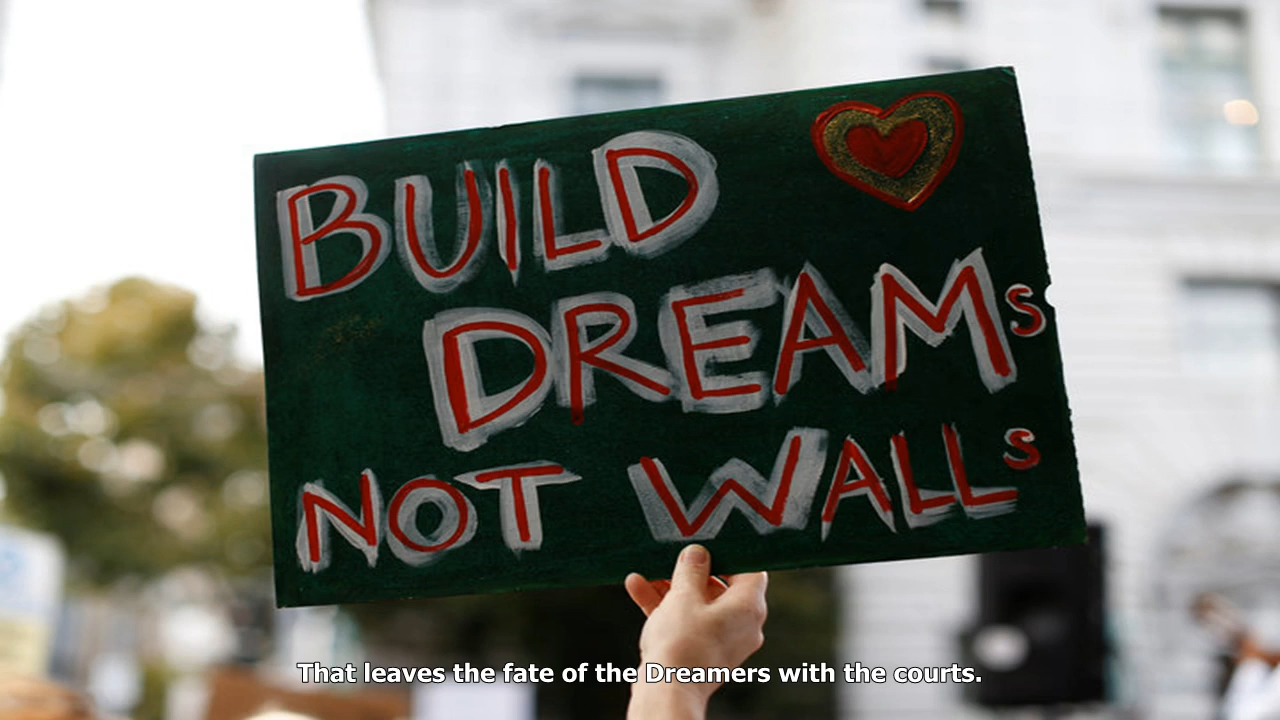 BUILD
DREAMs
NOT WALLs
That leaves the fate of the Dreamers with the courts.